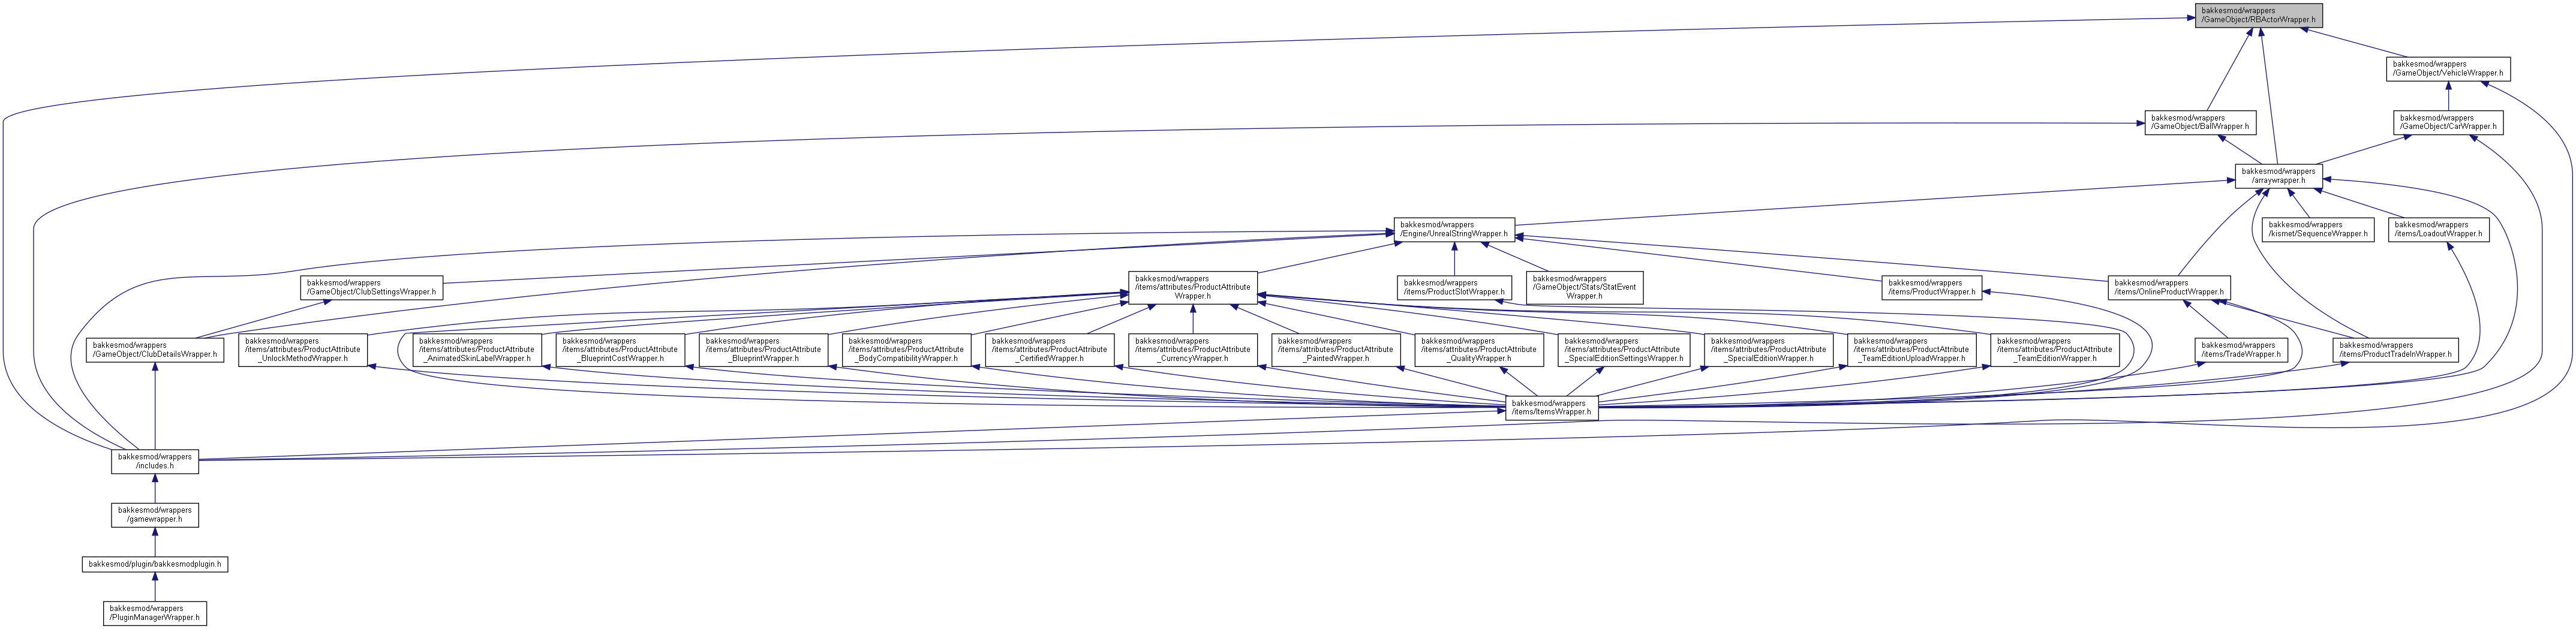 bakkesmod/wrappers
/GameObject/RBActorWrapper.h
bakkesmod/wrappers
/GameObject/VehicleWrapper.h
bakkesmod/wrappers
/GameObject/BallWrapper.h
bakkesmod/wrappers
/GameObject/CarWrapper.h
bakkesmod/wrappers
/arraywrapper.h
bakkesmod/wrappers
/Engine/UnrealStringWrapper.h
bakkesmod/wrappers
/kismet/SequenceWrapper.h
bakkesmod/wrappers
/items/LoadoutWrapper.h
bakkesmod/wrappers
/GameObject/ClubSettingsWrapper.h
bakkesmod/wrappers
/items/attributes/ProductAttribute
Wrapper.h
bakkesmod/wrappers
/items/ProductSlotWrapper.h
bakkesmod/wrappers
/GameObject/Stats/StatEvent
Wrapper.h
bakkesmod/wrappers
/items/ProductWrapper.h
bakkesmod/wrappers
/items/OnlineProductWrapper.h
bakkesmod/wrappers
/GameObject/ClubDetailsWrapper.h
bakkesmod/wrappers
/items/attributes/ProductAttribute
_UnlockMethodWrapper.h
bakkesmod/wrappers
/items/attributes/ProductAttribute
_AnimatedSkinLabelWrapper.h
bakkesmod/wrappers
/items/attributes/ProductAttribute
_BlueprintCostWrapper.h
bakkesmod/wrappers
/items/attributes/ProductAttribute
_BlueprintWrapper.h
bakkesmod/wrappers
/items/attributes/ProductAttribute
_BodyCompatibilityWrapper.h
bakkesmod/wrappers
/items/attributes/ProductAttribute
_CertifiedWrapper.h
bakkesmod/wrappers
/items/attributes/ProductAttribute
_CurrencyWrapper.h
bakkesmod/wrappers
/items/attributes/ProductAttribute
_PaintedWrapper.h
bakkesmod/wrappers
/items/attributes/ProductAttribute
_QualityWrapper.h
bakkesmod/wrappers
/items/attributes/ProductAttribute
_SpecialEditionSettingsWrapper.h
bakkesmod/wrappers
/items/attributes/ProductAttribute
_SpecialEditionWrapper.h
bakkesmod/wrappers
/items/attributes/ProductAttribute
_TeamEditionUploadWrapper.h
bakkesmod/wrappers
/items/attributes/ProductAttribute
_TeamEditionWrapper.h
bakkesmod/wrappers
/items/TradeWrapper.h
bakkesmod/wrappers
/items/ProductTradeInWrapper.h
bakkesmod/wrappers
/items/ItemsWrapper.h
bakkesmod/wrappers
/includes.h
bakkesmod/wrappers
/gamewrapper.h
bakkesmod/plugin/bakkesmodplugin.h
bakkesmod/wrappers
/PluginManagerWrapper.h